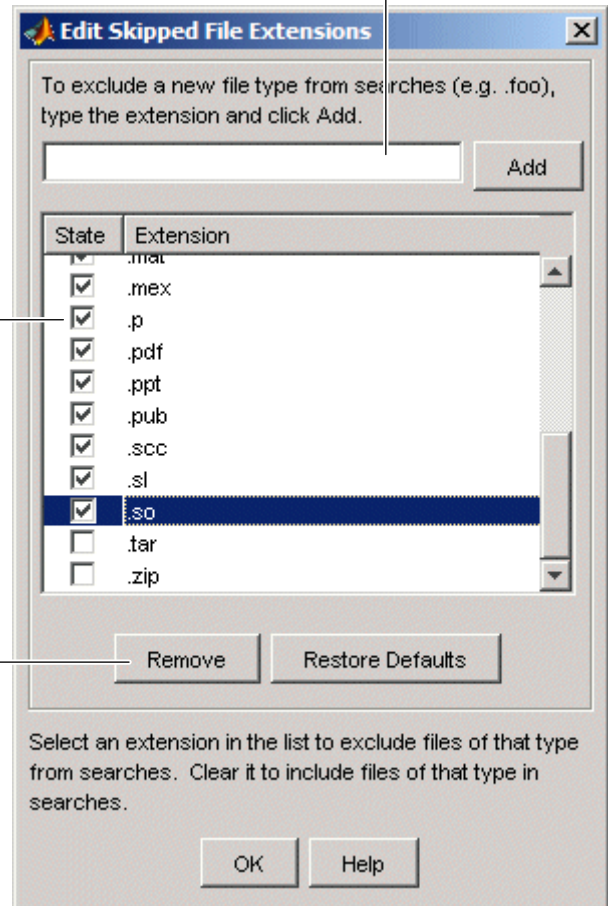 Edit Skipped File Extensions
To exclude a new file type from searches (e.g. .foo),
type the extension and click Add.
Add
State Extension
.mat
.mex
.p
.pdf
.ppt
.pub
.scc
.sl
.so
.tar
.zip
Remove Restore Defaults
Select an extension in the list to exclude files of that type
from searches. Clear it to include files of that type in
searches.
OK Help